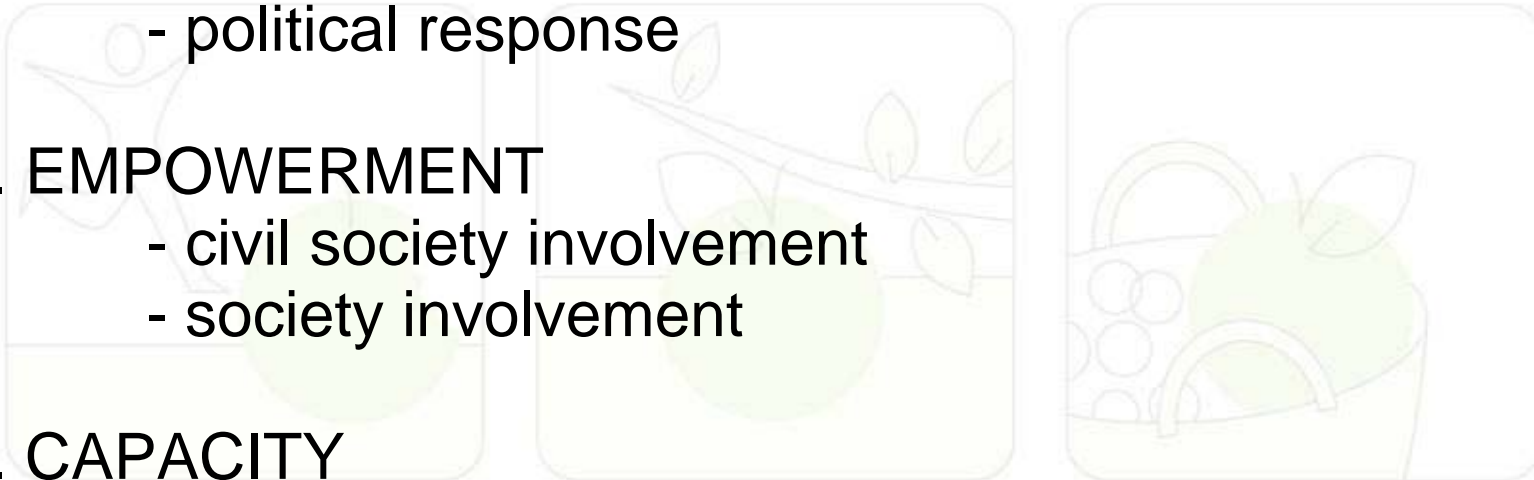 - political response
. EMPOWERMENT
- civil society involvement
- society involvement
. CAPACITY